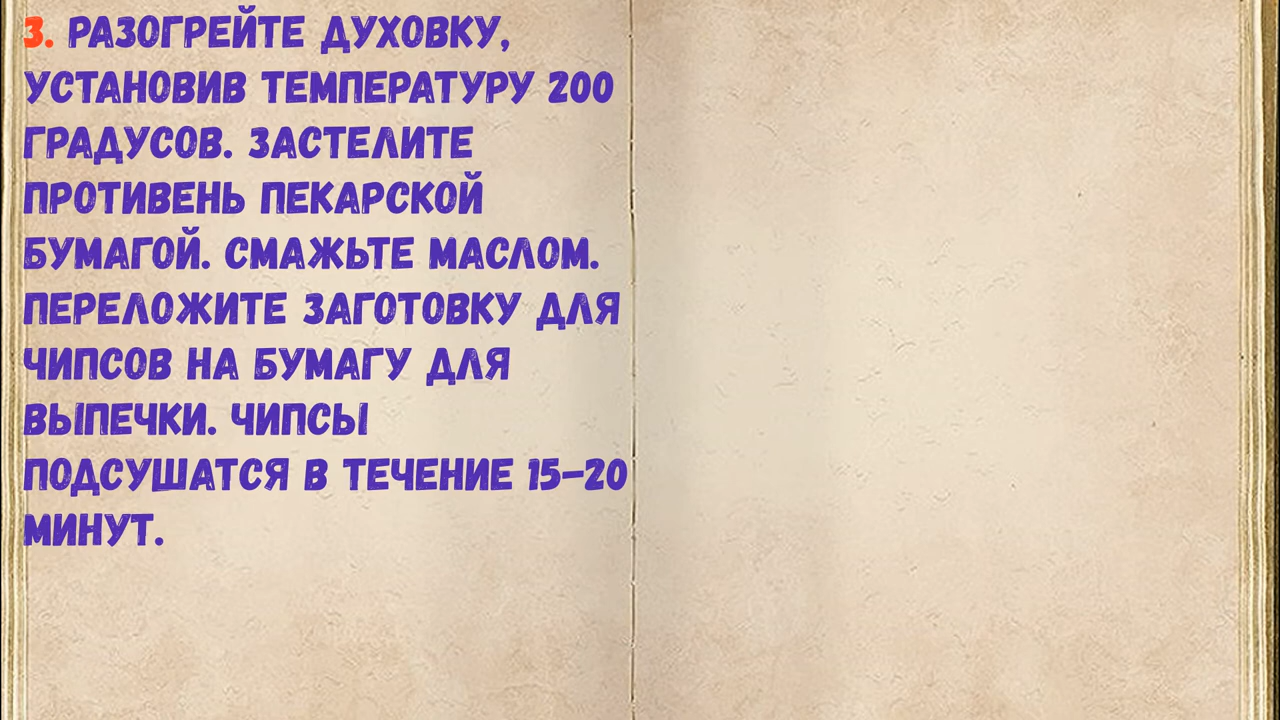 3. РАЗОГРЕЙТЕ ДУХОВКУ,
УСТАНОВИВ ТЕМПЕРАТУРУ 200
ГРАДУСОВ. ЗАСТЕЛИТЕ
ПРОТИВЕНЬ ПЕКАРСКОЙ
БУМАГОЙ. СМАЖЬТЕ МАСЛОМ.
ПЕРЕЛОЖИТЕ ЗАГОТОВКУ ДЛЯ
ЧИПСОВ НА БУМАГУ ДЛЯ
ВЫПЕЧКИ. ЧИПСЫ
ПОДСУШАТСЯ В ТЕЧЕНИЕ 15-20
МИНУТ.